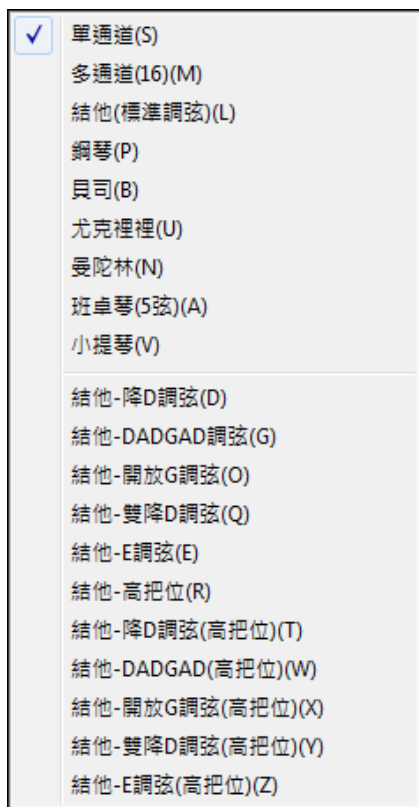 單通道(S)
多通道(16)(M)
結他(標準調弦)(L)
鋼琴(P)
貝司(B)
尤克裡裡(U)
曼陀林(N)
班卓琴(5弦)(A)
小提琴(V)
結他-降D調弦(D)
結他-DADGAD調弦(G)
結他-開放G調弦(O)
結他-雙降D調弦(Q)
結他-E調弦(E)
結他-高把位(R)
結他-降D調弦(高把位)(T)
結他-DADGAD(高把位)(W)
結他-開放G調弦(高把位)(X)
結他-雙降D調弦(高把位)(Y)
結他-E調弦(高把位)(Z)